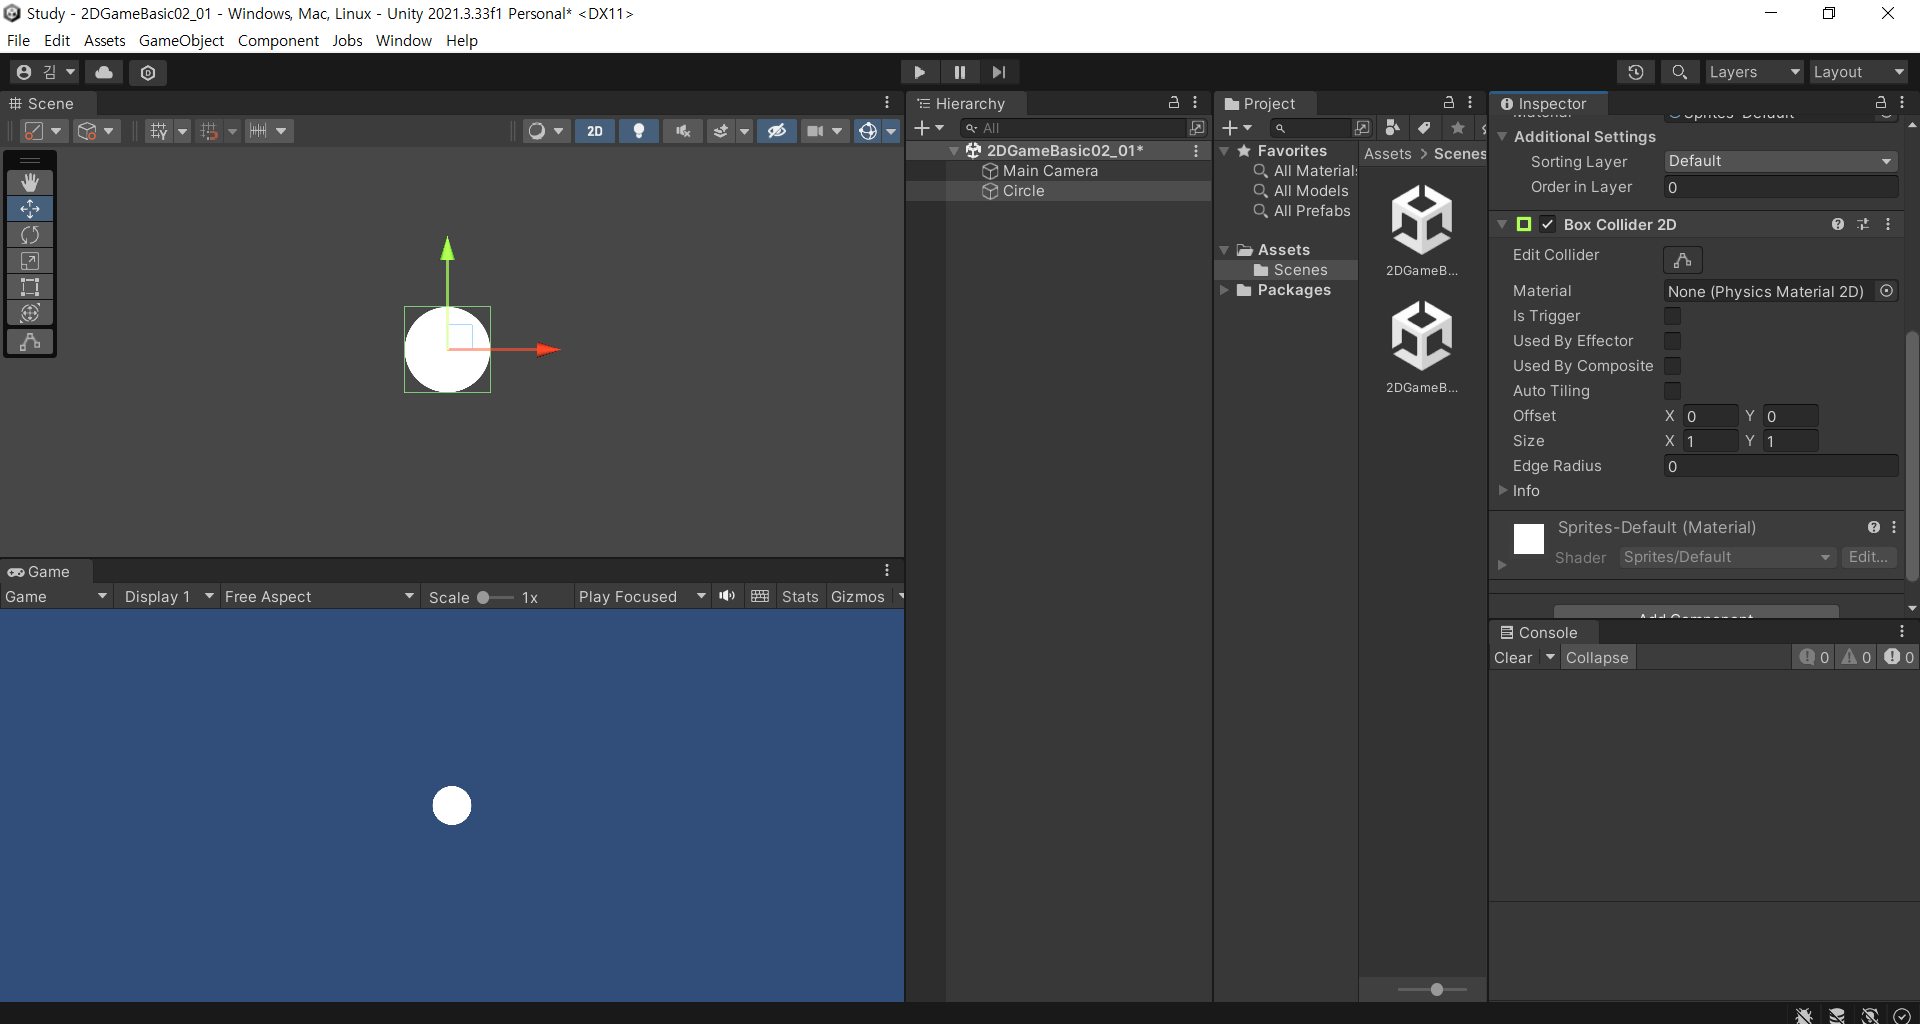 Study - 2DGameBasic02_01 - Windows, Mac, Linux - Unity 2021.3.33f1 Personal* <DX11>
File Edit Assets GameObject Component Jobs Window Help
김
Layers
Layout
Scene
2D
Game
Game
Display 1
Free Aspect
Scale 1x
Play Focused
Stats
Gizmos
Hierarchy
All
2DGameBasic02_01*
Main Camera
Circle
Project
Favorites
All Material
All Models
All Prefabs
Assets
Scenes
Packages
Assets > Scenes
2DGameB...
2DGameB...
Inspector
Material Sprites-Default
Additional Settings
Sorting Layer Default
Order in Layer 0
Box Collider 2D
Edit Collider
Material None (Physics Material 2D)
Is Trigger
Used By Effector
Used By Composite
Auto Tiling
Offset X 0 Y 0
Size X 1 Y 1
Edge Radius 0
Info
Sprites-Default (Material)
Shader Sprites/Default Edit...
Add Component
Console
Clear Collapse 0 0 0